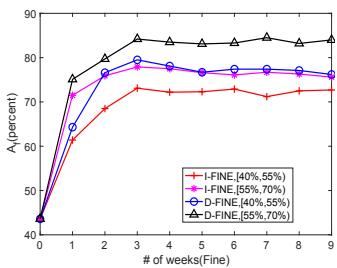 90
80
70
60
50
40
A_I(percent)
I-FINE,[40%,55%)
I-FINE,[55%,70%)
D-FINE,[40%,55%)
D-FINE,[55%,70%)
0 1 2 3 4 5 6 7 8 9
# of weeks(Fine)